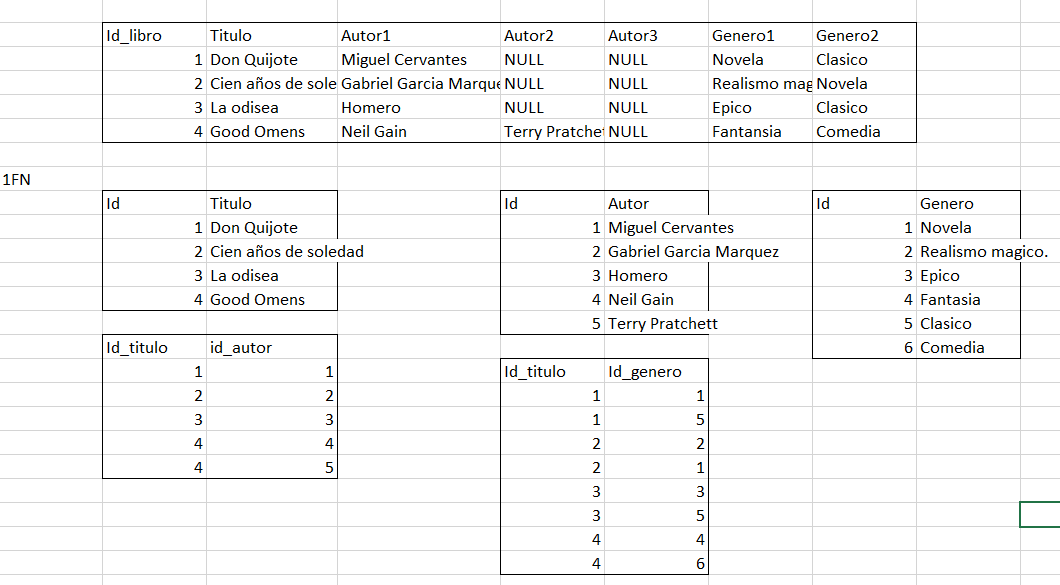 Id_libro Titulo Autor1 Autor2 Autor3 Genero1 Genero2
1 Don Quijote Miguel Cervantes NULL NULL Novela Clasico
2 Cien años de sole Gabriel Garcia Marque NULL NULL Realismo mag Novela
3 La odisea Homero NULL NULL Epico Clasico
4 Good Omens Neil Gain Terry Pratchet NULL Fantansia Comedia
1FN
Id Titulo
1 Don Quijote
2 Cien años de soledad
3 La odisea
4 Good Omens
Id Autor
1 Miguel Cervantes
2 Gabriel Garcia Marquez
3 Homero
4 Neil Gain
5 Terry Pratchett
Id Genero
1 Novela
2 Realismo magico.
3 Epico
4 Fantasia
5 Clasico
6 Comedia
Id_titulo id_autor
1 1
2 2
3 3
4 4
4 5
Id_titulo Id_genero
1 1
1 5
2 2
2 1
3 3
3 5
4 4
4 6